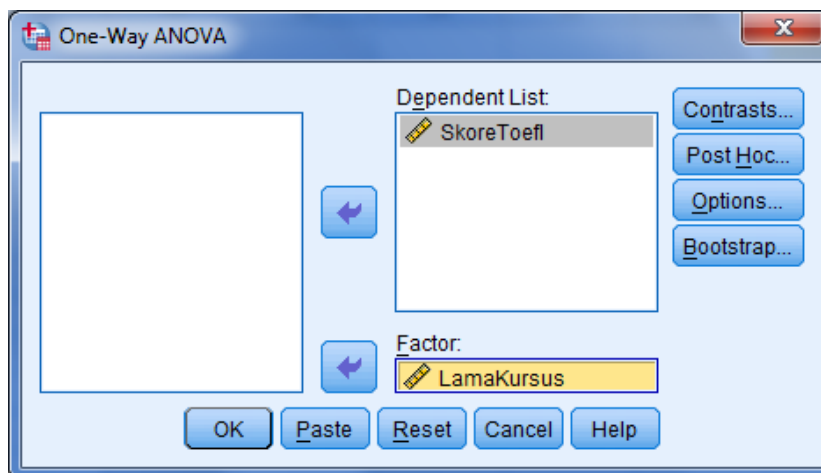 One-Way ANOVA
Dependent List:
SkoreToefl
Contrasts...
Post Hoc...
Options...
Bootstrap...
Factor:
LamaKursus
OK Paste Reset Cancel Help